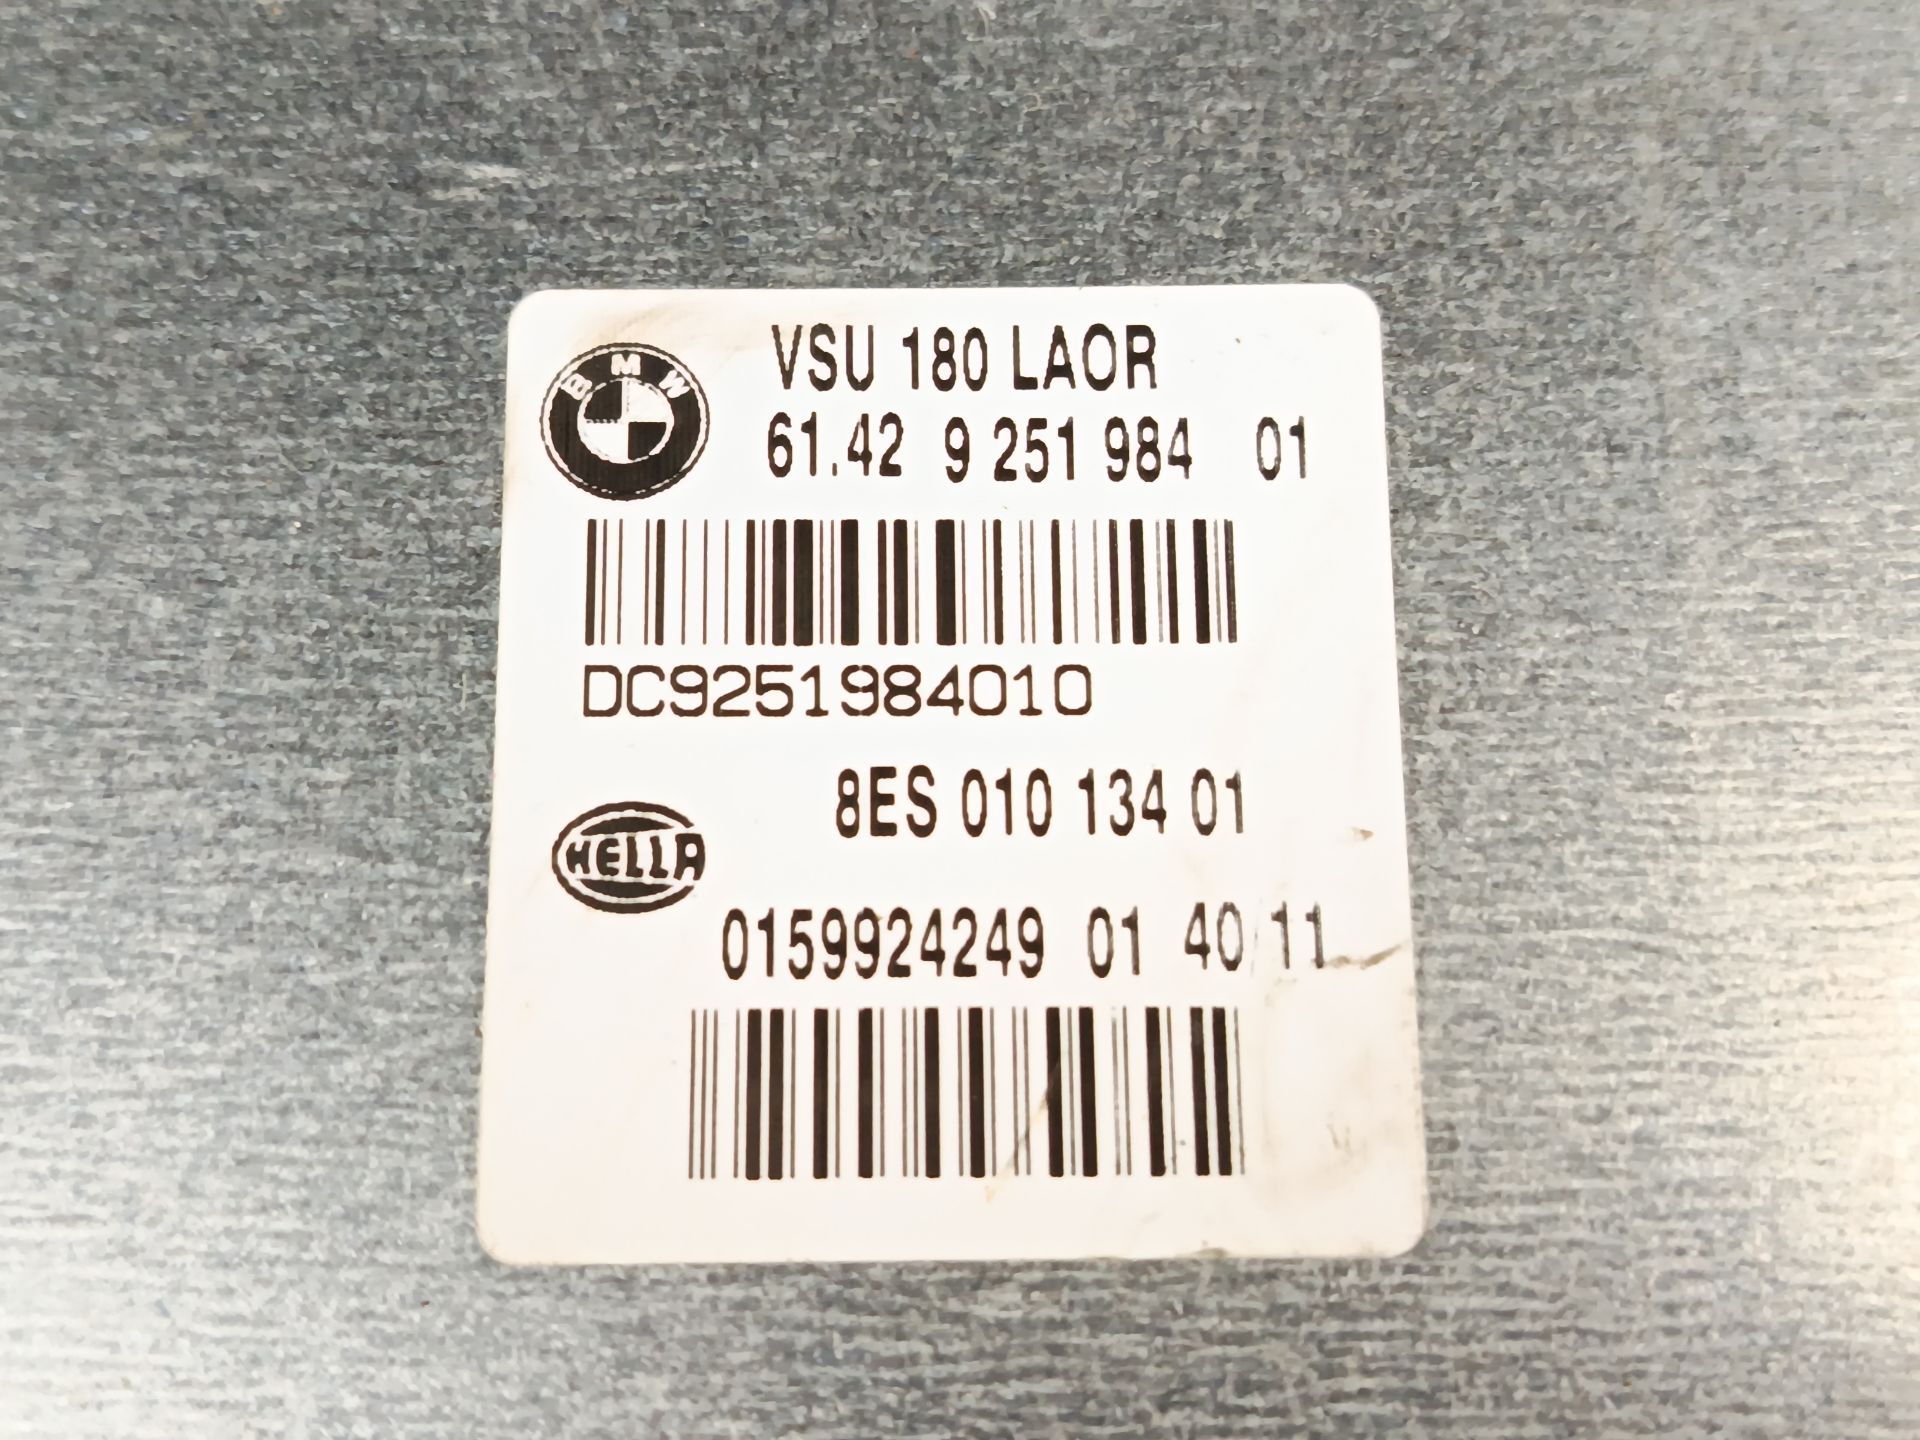 BMW
VSU 180 LAOR
61.42 9 251 984 01
DC9251984010
8ES 010 134 01
HELLA
0159924249 01 40/11